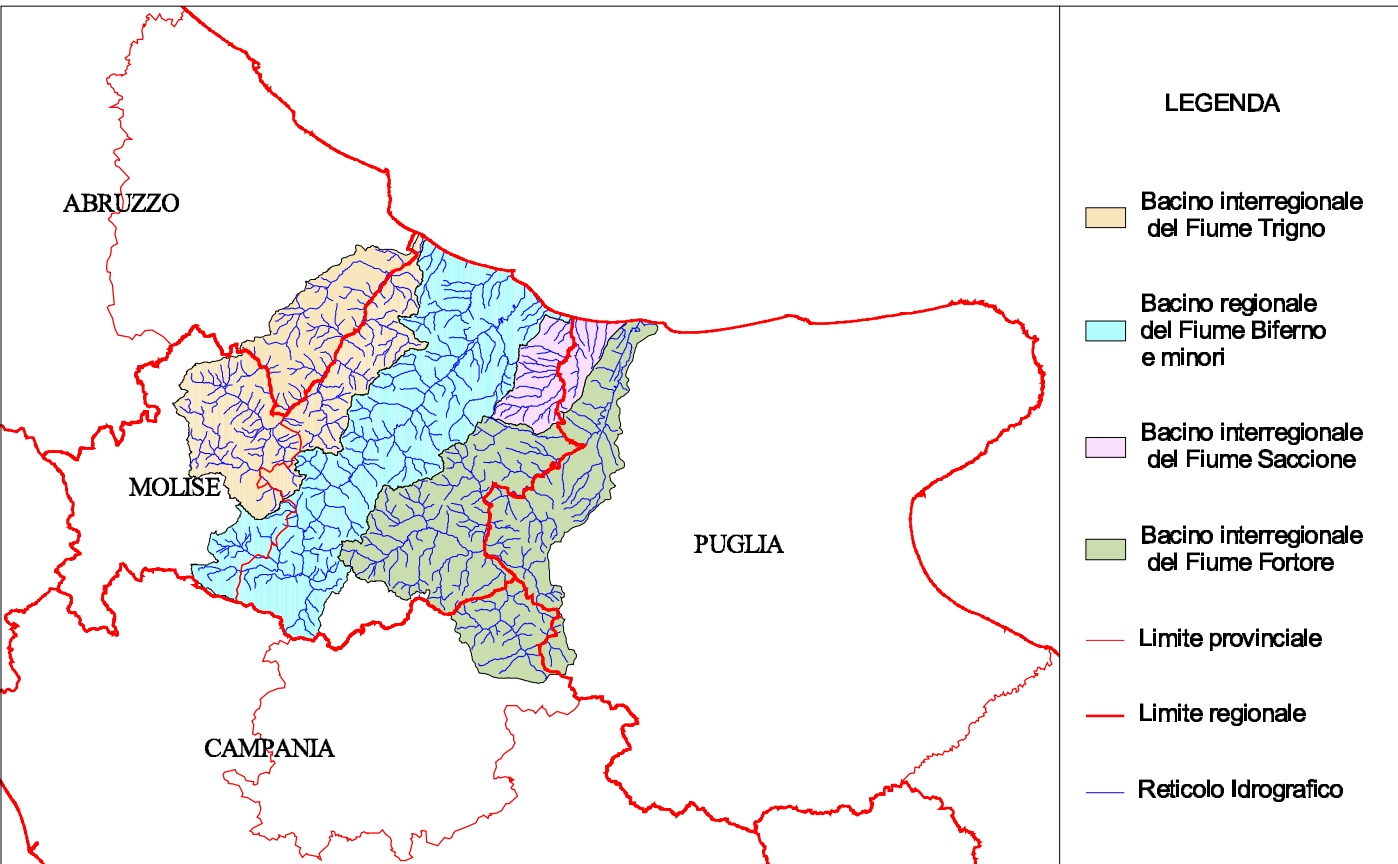 ABRUZZO
MOLISE
PUGLIA
CAMPANIA
LEGENDA
Bacino interregionale
del Fiume Trigno
Bacino regionale
del Fiume Biferno
e minori
Bacino interregionale
del Fiume Saccione
Bacino interregionale
del Fiume Fortore
Limite provinciale
Limite regionale
Reticolo Idrografico